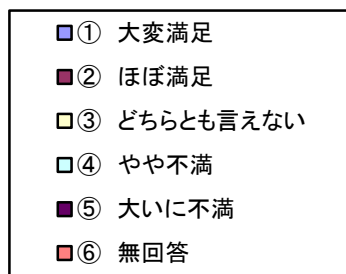 ① 大変満足
② ほぼ満足
③ どちらとも言えない
④ やや不満
⑤ 大いに不満
⑥ 無回答